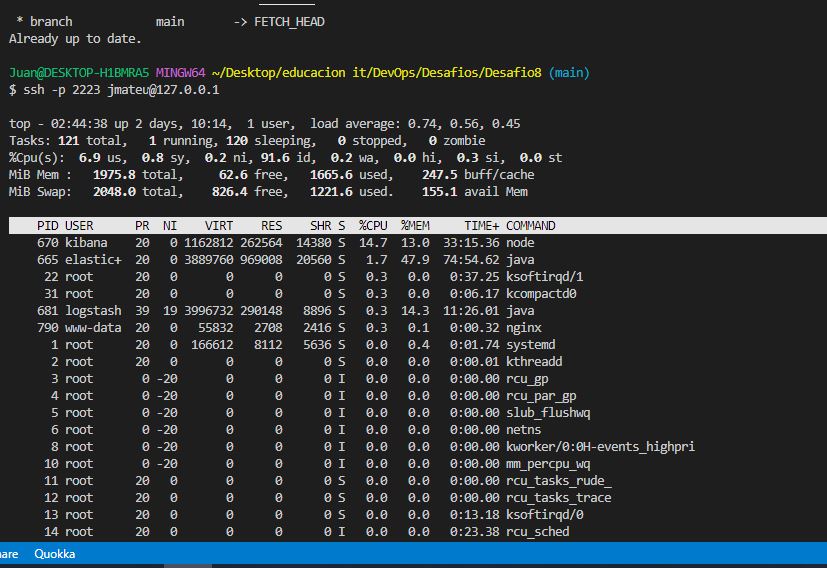 * branch            main       -> FETCH_HEAD
Already up to date.
Juan@DESKTOP-H1BMRA5 MINGW64 ~/Desktop/educacion it/DevOps/Desafios/Desafio8 (main)
$ ssh -p 2223 jmateu@127.0.0.1
top - 02:44:38 up 2 days, 10:14,  1 user,  load average: 0.74, 0.56, 0.45
Tasks: 121 total,   1 running, 120 sleeping,   0 stopped,   0 zombie
%Cpu(s):  6.9 us,  0.8 sy,  0.2 ni, 91.6 id,  0.2 wa,  0.0 hi,  0.3 si,  0.0 st
MiB Mem :   1975.8 total,     62.6 free,   1665.6 used,    247.5 buff/cache
MiB Swap:   2048.0 total,    826.4 free,   1221.6 used.    155.1 avail Mem
PID USER      PR  NI    VIRT    RES    SHR S  %CPU  %MEM     TIME+ COMMAND
670 kibana    20   0 1162812 262564  14380 S  14.7  13.0  33:15.36 node
665 elastic+  20   0 3889760 969008  20560 S   1.7  47.9  74:54.62 java
22 root      20   0       0      0      0 S   0.3   0.0   0:37.25 ksoftirqd/1
31 root      20   0       0      0      0 S   0.3   0.0   0:06.17 kcompactd0
681 logstash  39  19 3996732 290148   8896 S   0.3  14.3  11:26.01 java
790 www-data  20   0   55832   2708   2416 S   0.3   0.1   0:00.32 nginx
1 root      20   0  166612   8112   5636 S   0.0   0.4   0:01.74 systemd
2 root      20   0       0      0      0 S   0.0   0.0   0:00.01 kthreadd
3 root       0 -20       0      0      0 I   0.0   0.0   0:00.00 rcu_gp
4 root       0 -20       0      0      0 I   0.0   0.0   0:00.00 rcu_par_gp
5 root       0 -20       0      0      0 I   0.0   0.0   0:00.00 slub_flushwq
6 root       0 -20       0      0      0 I   0.0   0.0   0:00.00 netns
8 root       0 -20       0      0      0 I   0.0   0.0   0:00.00 kworker/0:0H-events_highpri
10 root       0 -20       0      0      0 I   0.0   0.0   0:00.00 mm_percpu_wq
11 root      20   0       0      0      0 S   0.0   0.0   0:00.00 rcu_tasks_rude_
12 root      20   0       0      0      0 S   0.0   0.0   0:00.00 rcu_tasks_trace
13 root      20   0       0      0      0 S   0.0   0.0   0:13.18 ksoftirqd/0
14 root      20   0       0      0      0 I   0.0   0.0   0:23.38 rcu_sched
are   Quokka